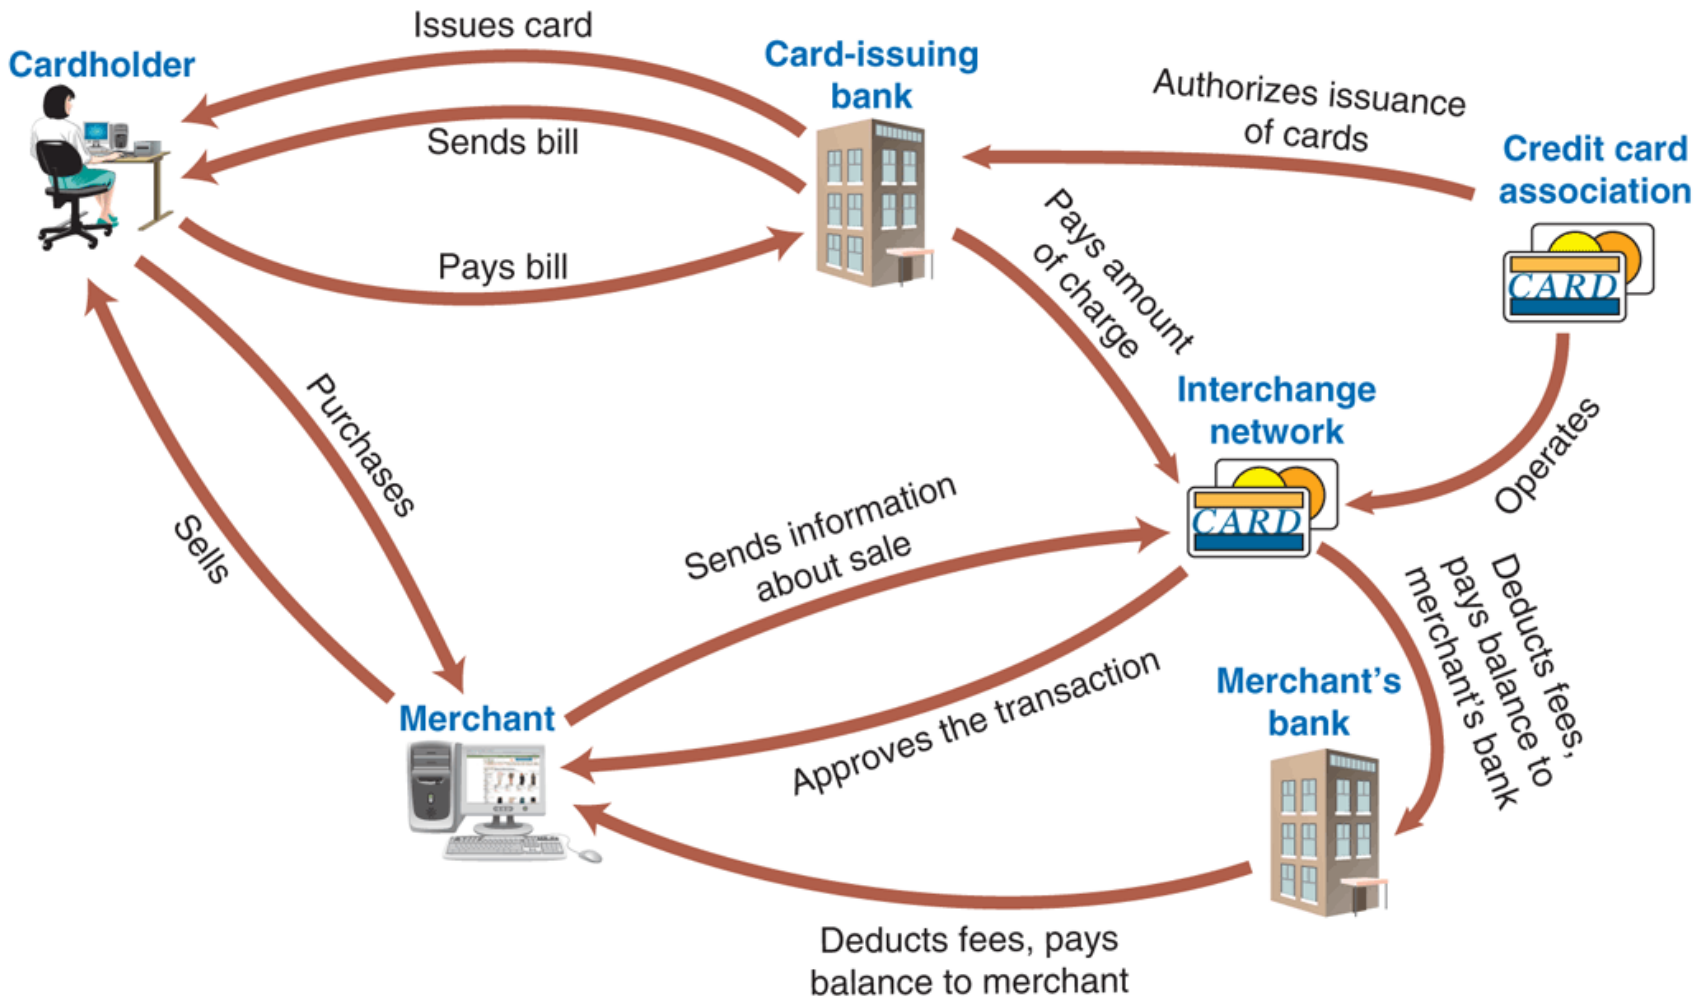 Issues card
Cardholder
Card-issuing
bank
Sends bill
Pays bill
Authorizes issuance
of cards
Credit card
association
CARD
Pays amount
of charge
Interchange
network
CARD
Operates
Purchases
Sells
Sends information
about sale
Approves the transaction
Deducts fees,
pays balance to
merchant's bank
Merchant
Merchant's
bank
Deducts fees, pays
balance to merchant